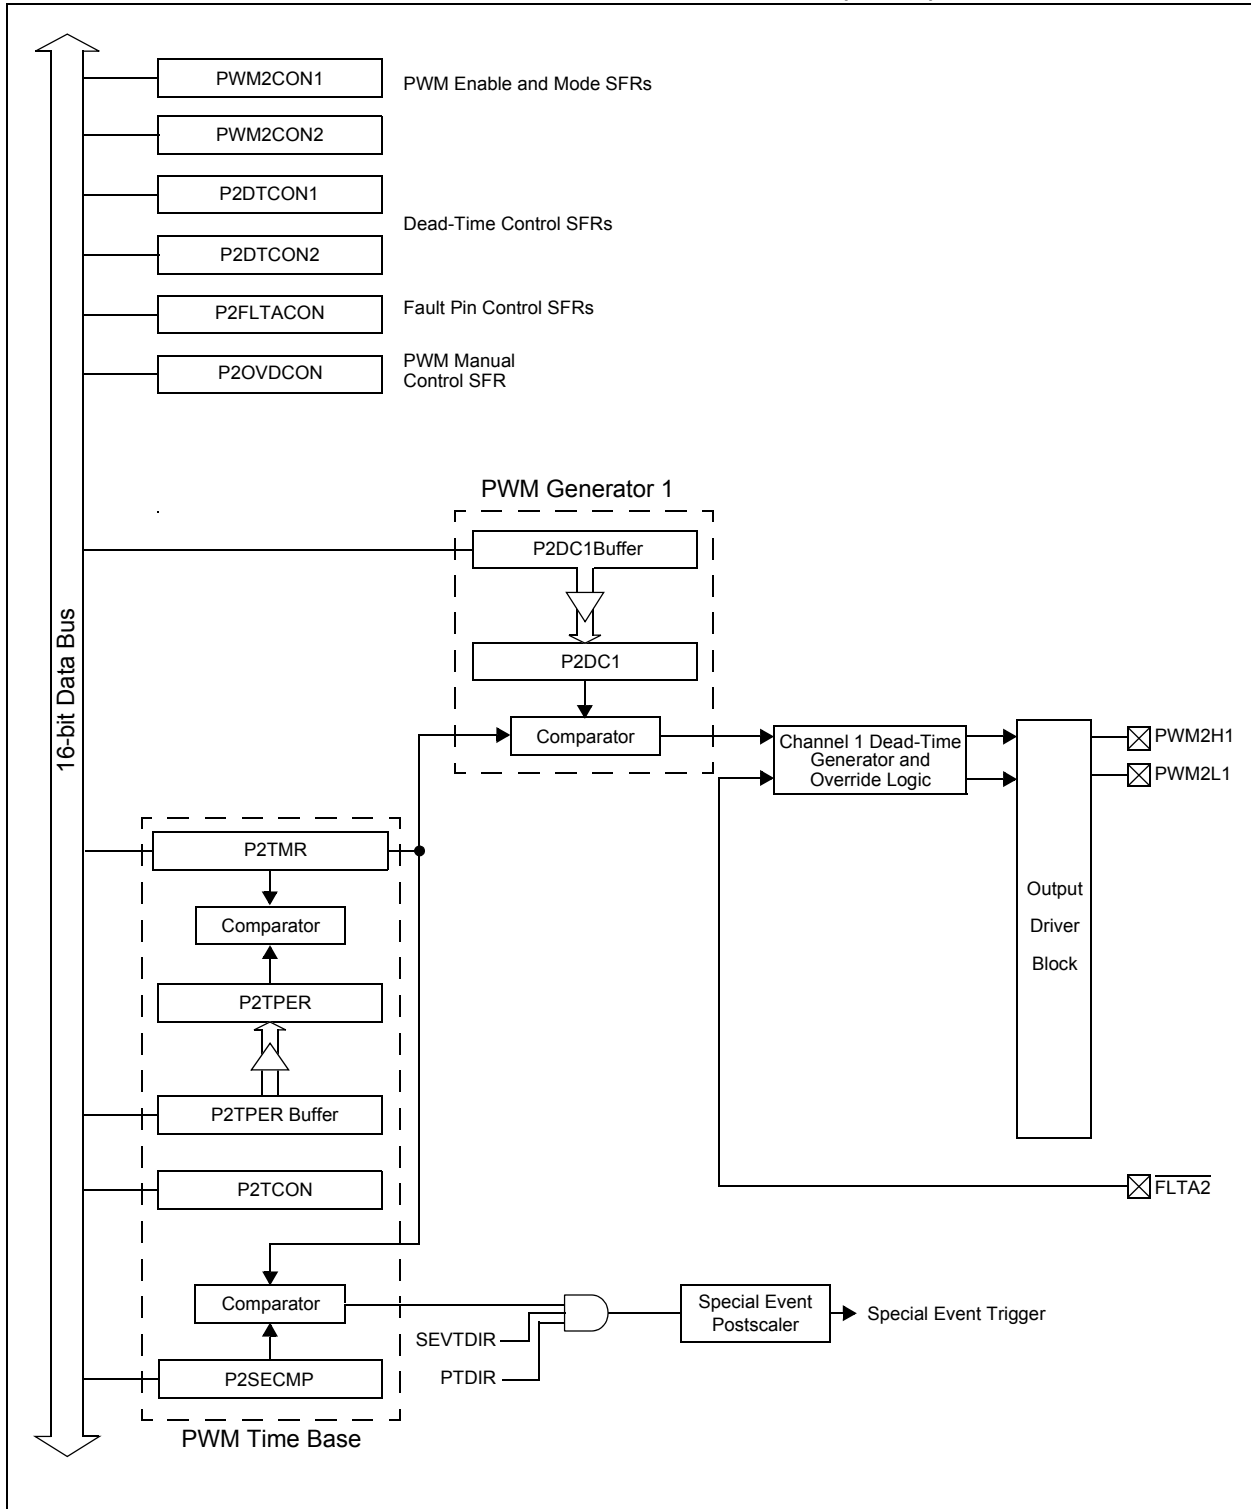 PWM2CON1
PWM Enable and Mode SFRs
PWM2CON2
P2DTCON1
Dead-Time Control SFRs
P2DTCON2
P2FLTACON
Fault Pin Control SFRs
P2OVDCON
PWM Manual
Control SFR
16-bit Data Bus
PWM Generator 1
P2DC1Buffer
P2DC1
Comparator
Channel 1 Dead-Time
Generator and
Override Logic
PWM2H1
PWM2L1
Output
Driver
Block
P2TMR
Comparator
P2TPER
P2TPER Buffer
P2TCON
FLTA2
Comparator
SEVTDIR
PTDIR
Special Event
Postscaler
Special Event Trigger
P2SECMP
PWM Time Base